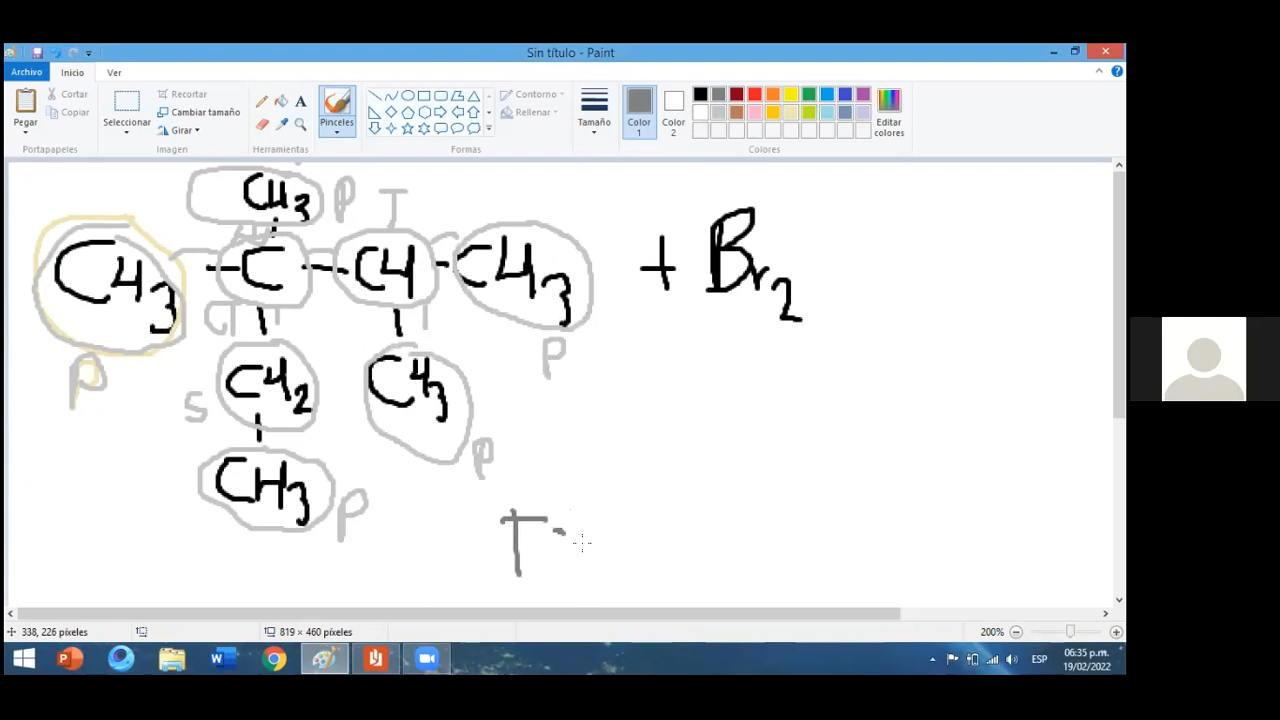 Sin título - Paint
Archivo Inicio Ver
Pegar
Cortar
Copiar
Portapapeles
Seleccionar
Recortar
Cambiar tamaño
Girar
Imagen
A
Herramientas
Pinceles
Contorno
Rellenar
Formas
Tamaño
Color 1
Color 2
Editar colores
Colores
CH3 P
T
CH3 - C - CH - CH3 + Br2
P CH2 CH3 P
S
CH3 P
P
T -
338, 226 píxeles
819 × 460 píxeles
200%
ESP
06:35 p.m.
19/02/2022